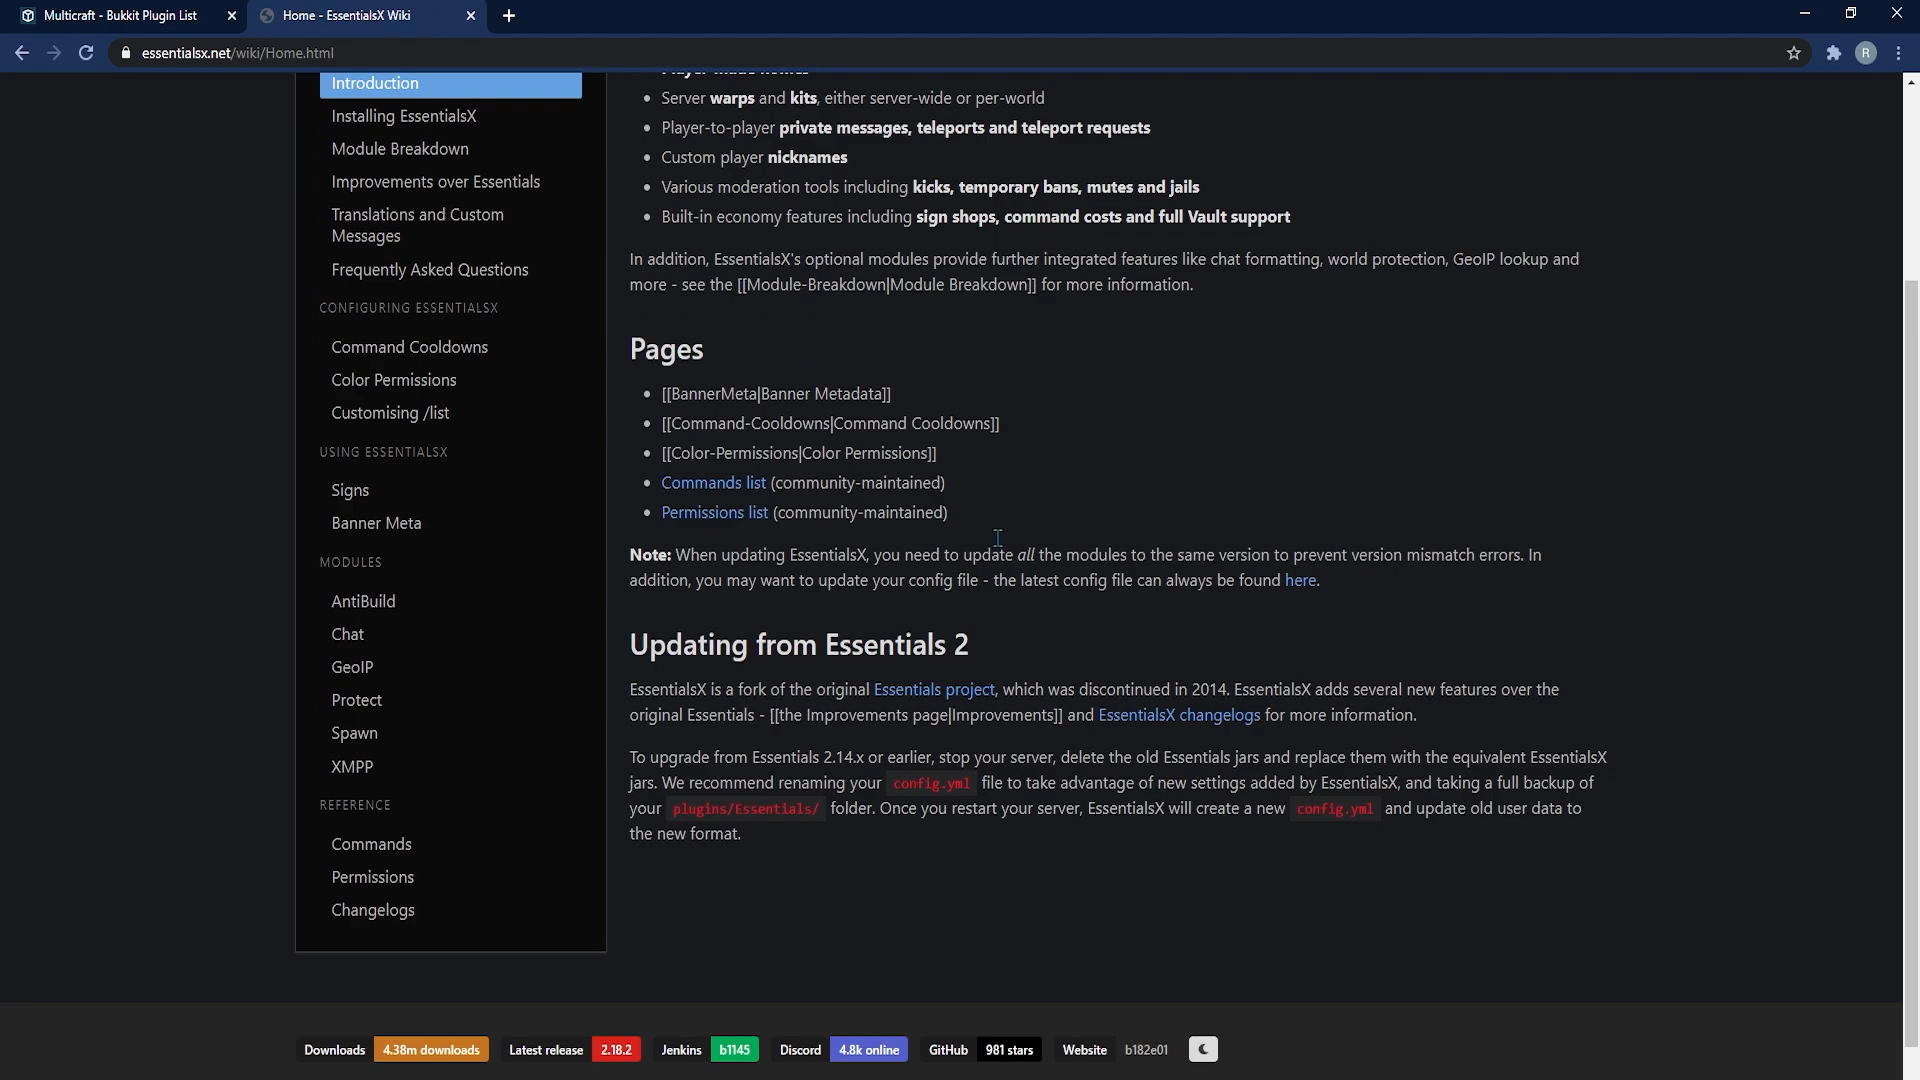 Multicraft - Bukkit Plugin List
Home - EssentialsX Wiki
essentialsx.net/wiki/Home.html
R
Introduction
Installing EssentialsX
Module Breakdown
Improvements over Essentials
Translations and Custom
Messages
Frequently Asked Questions
CONFIGURING ESSENTIALSX
Command Cooldowns
Color Permissions
Customising /list
USING ESSENTIALSX
Signs
Banner Meta
MODULES
AntiBuild
Chat
GeoIP
Protect
Spawn
XMPP
REFERENCE
Commands
Permissions
Changelogs
Server warps and kits, either server-wide or per-world
Player-to-player private messages, teleports and teleport requests
Custom player nicknames
Various moderation tools including kicks, temporary bans, mutes and jails
Built-in economy features including sign shops, command costs and full Vault support
In addition, EssentialsX's optional modules provide further integrated features like chat formatting, world protection, GeoIP lookup and
more - see the [[Module-Breakdown|Module Breakdown]] for more information.
Pages
[[BannerMeta|Banner Metadata]]
[[Command-Cooldowns|Command Cooldowns]]
[[Color-Permissions|Color Permissions]]
Commands list (community-maintained)
Permissions list (community-maintained)
Note: When updating EssentialsX, you need to update all the modules to the same version to prevent version mismatch errors. In
addition, you may want to update your config file - the latest config file can always be found here.
Updating from Essentials 2
EssentialsX is a fork of the original Essentials project, which was discontinued in 2014. EssentialsX adds several new features over the
original Essentials - [[the Improvements page|Improvements]] and EssentialsX changelogs for more information.
To upgrade from Essentials 2.14.x or earlier, stop your server, delete the old Essentials jars and replace them with the equivalent EssentialsX
jars. We recommend renaming your config.yml file to take advantage of new settings added by EssentialsX, and taking a full backup of
your plugins/Essentials/ folder. Once you restart your server, EssentialsX will create a new config.yml and update old user data to
the new format.
Downloads 4.38m downloads Latest release 2.18.2 Jenkins b1145 Discord 4.8k online GitHub 981 stars Website b182e01